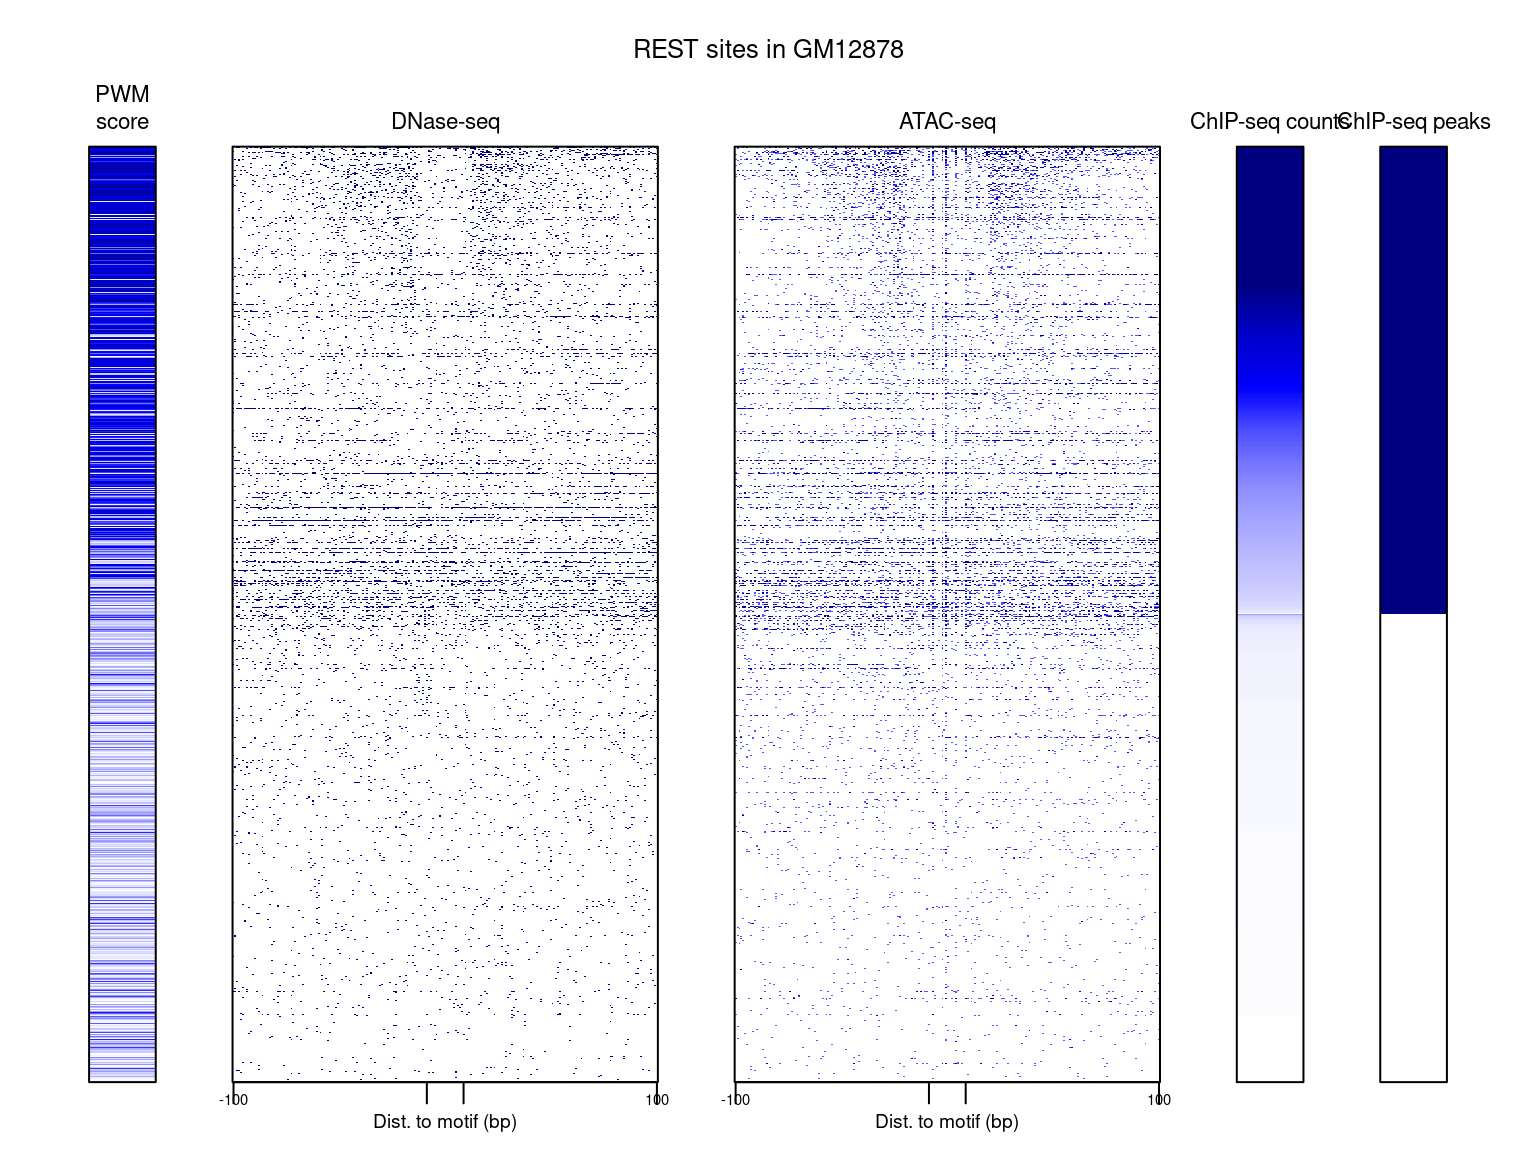 REST sites in GM12878
PWM
score
DNase-seq
ATAC-seq
ChIP-seq counts
ChIP-seq peaks
-100
100
-100
100
Dist. to motif (bp)
Dist. to motif (bp)